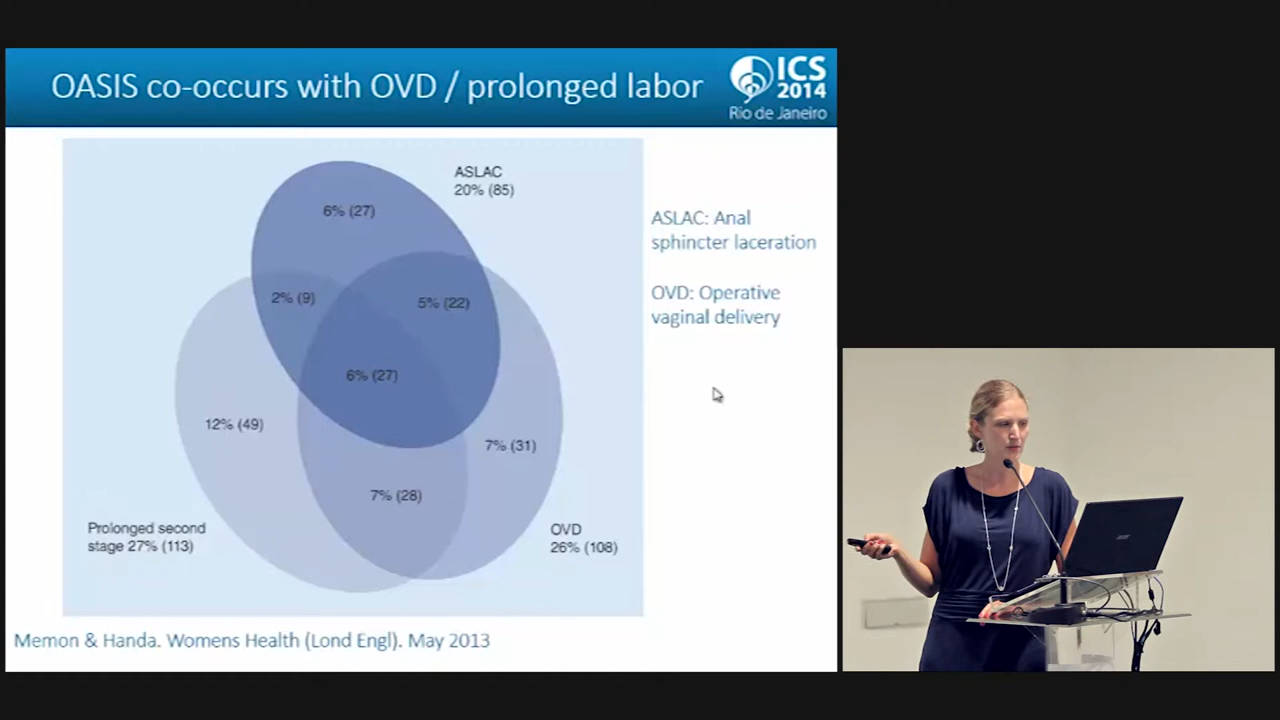 OASIS co-occurs with OVD / prolonged labor
ICS
2014
Rio de Janeiro
ASLAC
20% (85)
6% (27)
2% (9)
5% (22)
6% (27)
12% (49)
7% (31)
7% (28)
Prolonged second
stage 27% (113)
OVD
26% (108)
ASLAC: Anal
sphincter laceration
OVD: Operative
vaginal delivery
Memon & Handa. Womens Health (Lond Engl). May 2013
acer